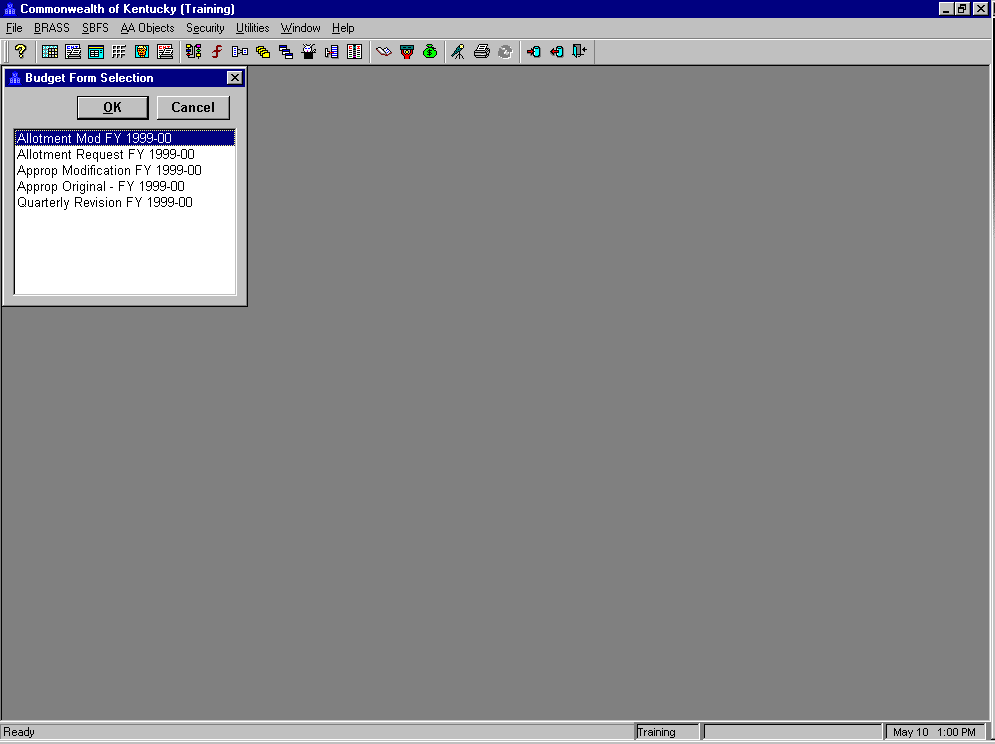 Commonwealth of Kentucky (Training)
File BRASS SBFS AA Objects Security Utilities Window Help
Budget Form Selection
OK Cancel
Allotment Mod FY 1999-00
Allotment Request FY 1999-00
Approp Modification FY 1999-00
Approp Original - FY 1999-00
Quarterly Revision FY 1999-00
Ready Training May 10 1:00 PM